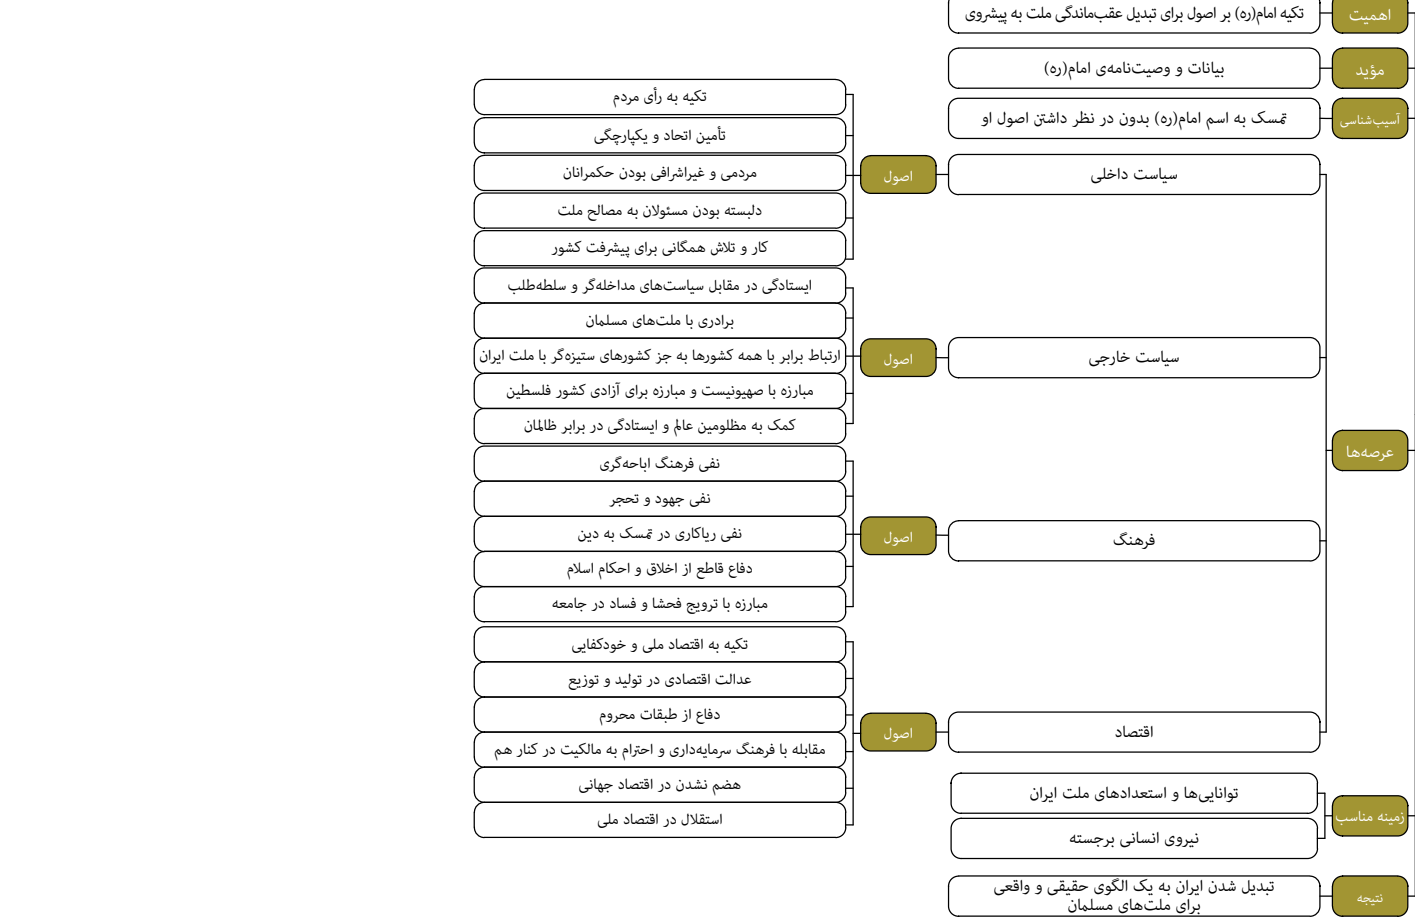 اهمیت
تکیه امام(ره) بر اصول برای تبدیل عقب‌ماندگی ملت به پیشروی
مؤید
بیانات و وصیت‌نامه‌ی امام(ره)
آسیب‌شناسی
تمسک به اسم امام(ره) بدون در نظر داشتن اصول او
عرصه‌ها
سیاست داخلی
اصول
تکیه به رأی مردم
تأمین اتحاد و یکپارچگی
مردمی و غیراشرافی بودن حکمرانان
دلبسته بودن مسئولان به مصالح ملت
کار و تلاش همگانی برای پیشرفت کشور
سیاست خارجی
اصول
ایستادگی در مقابل سیاست‌های مداخله‌گر و سلطه‌طلب
برادری با ملت‌های مسلمان
ارتباط برابر با همه کشورها به جز کشورهای ستیزه‌گر با ملت ایران
مبارزه با صهیونیست و مبارزه برای آزادی کشور فلسطین
کمک به مظلومین عالم و ایستادگی در برابر ظالمان
فرهنگ
اصول
نفی فرهنگ اباحه‌گری
نفی جهود و تحجر
نفی ریاکاری در تمسک به دین
دفاع قاطع از اخلاق و احکام اسلام
مبارزه با ترویج فحشا و فساد در جامعه
اقتصاد
اصول
تکیه به اقتصاد ملی و خودکفایی
عدالت اقتصادی در تولید و توزیع
دفاع از طبقات محروم
مقابله با فرهنگ سرمایه‌داری و احترام به مالکیت در کنار هم
هضم نشدن در اقتصاد جهانی
استقلال در اقتصاد ملی
زمینه مناسب
توانایی‌ها و استعدادهای ملت ایران
نیروی انسانی برجسته
نتیجه
تبدیل شدن ایران به یک الگوی حقیقی و واقعی
برای ملت‌های مسلمان